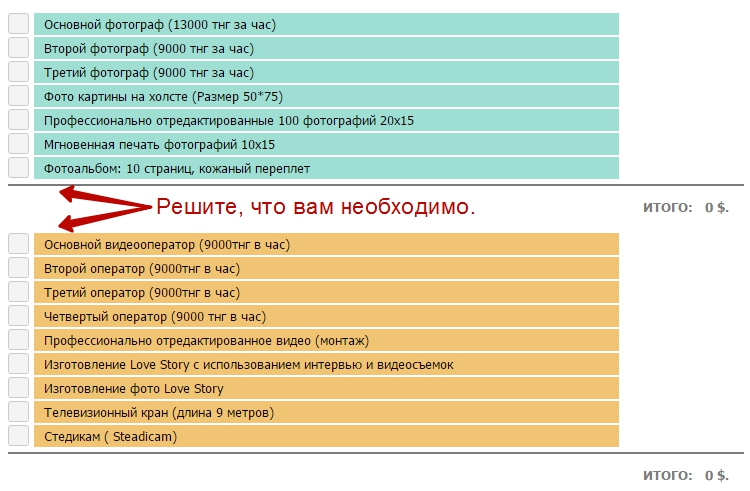 Основной фотограф (13000 тнг за час)
Второй фотограф (9000 тнг за час)
Третий фотограф (9000 тнг за час)
Фото картины на холсте (Размер 50*75)
Профессионально отредактированные 100 фотографий 20х15
Мгновенная печать фотографий 10х15
Фотоальбом: 10 страниц, кожаный переплет
Решите, что вам необходимо.
ИТОГО: 0 $.
Основной видеооператор (9000тнг в час)
Второй оператор (9000тнг в час)
Третий оператор (9000тнг в час)
Четвертый оператор (9000 тнг в час)
Профессионально отредактированное видео (монтаж)
Изготовление Love Story с использованием интервью и видеосъемок
Изготовление фото Love Story
Телевизионный кран (длина 9 метров)
Стедикам ( Steadicam)
ИТОГО: 0 $.